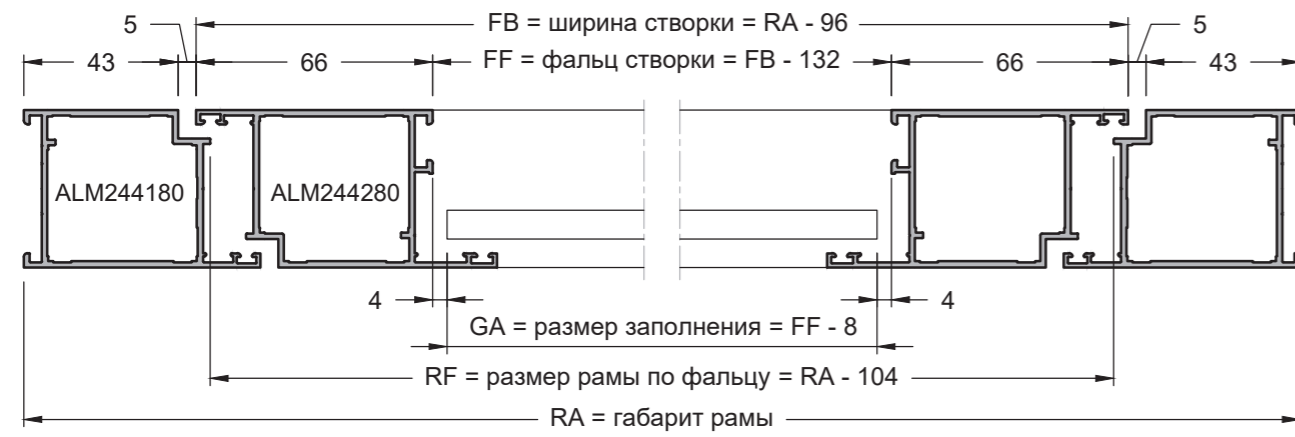 5
FB = ширина створки = RA - 96
5
43
66
FF = фальц створки = FB - 132
66
43
ALM244180
ALM244280
4
4
GA = размер заполнения = FF - 8
RF = размер рамы по фальцу = RA - 104
RA = габарит рамы